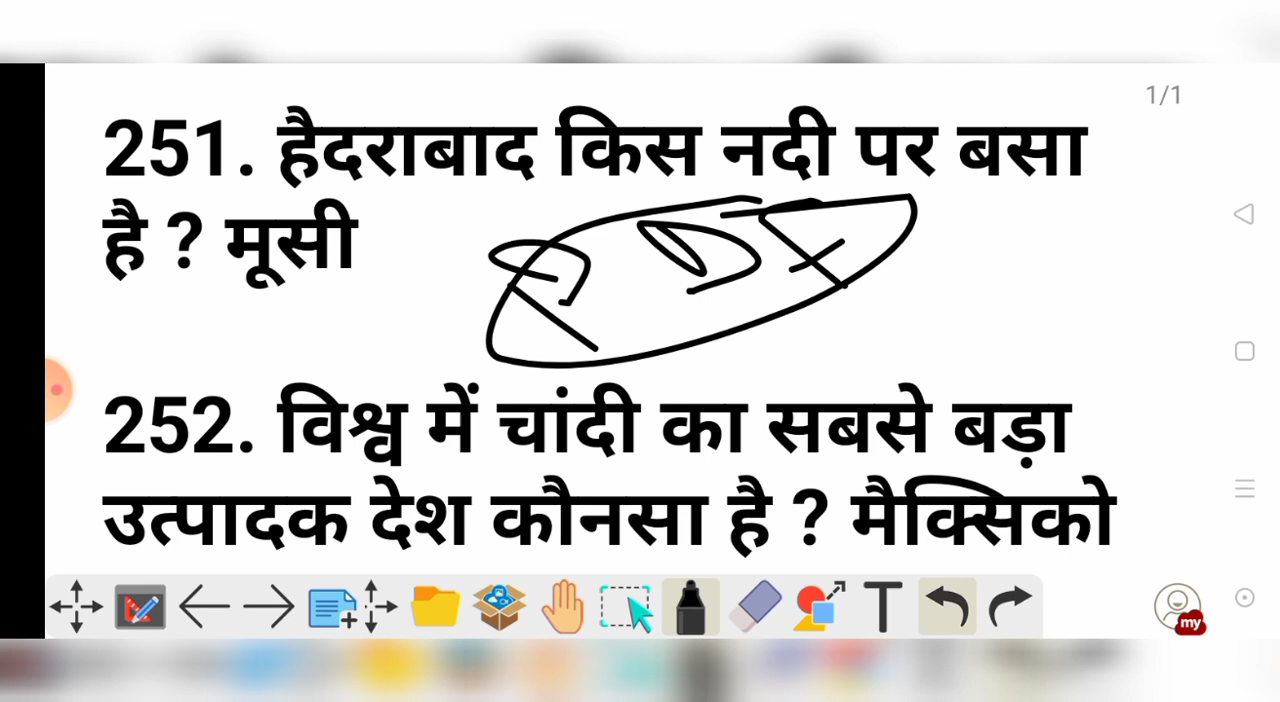 1/1
251. हैदराबाद किस नदी पर बसा
है ? मूसी
252. विश्व में चांदी का सबसे बड़ा
उत्पादक देश कौनसा है ? मैक्सिको
T
my